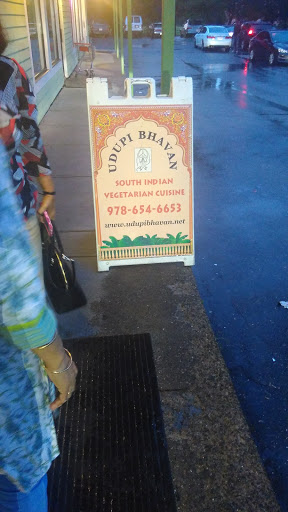 UDUPI BHAVAN
SOUTH INDIAN
VEGETARIAN CUISINE
978-654-6653
www.udupibhavan.net